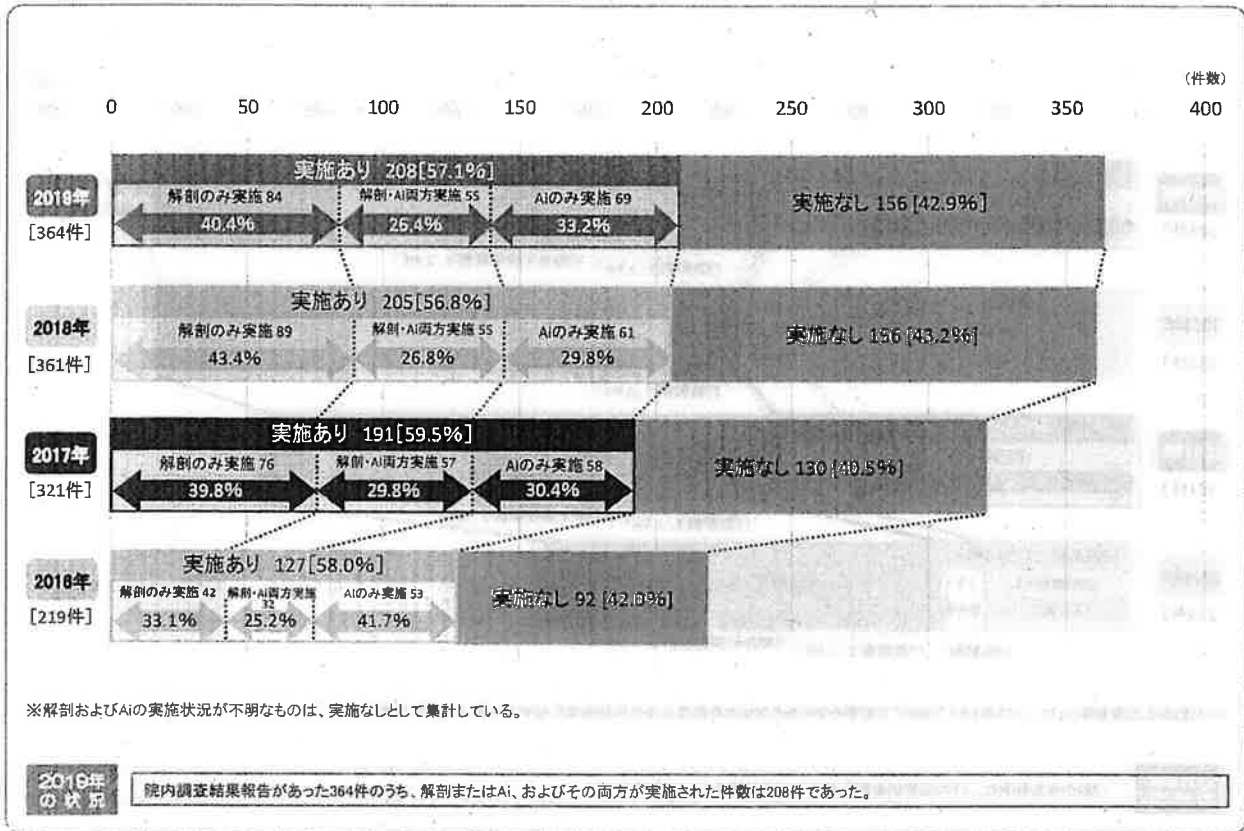 (件数)
0 50 100 150 200 250 300 350 400
実施あり 208[57.1%]
2019年
[364件]
解剖のみ実施 84
解剖・Ai両方実施 55
Aiのみ実施 69
40.4%
26.4%
33.2%
実施なし 156 [42.9%]
実施あり 205[56.8%]
2018年
[361件]
解剖のみ実施 89
解剖・Ai両方実施 55
Aiのみ実施 61
43.4%
26.8%
29.8%
実施なし 156 [43.2%]
実施あり 191[59.5%]
2017年
[321件]
解剖のみ実施 76
解剖・Ai両方実施 57
Aiのみ実施 58
39.8%
29.8%
30.4%
実施なし 130 [40.5%]
実施あり 127[58.0%]
2016年
[219件]
解剖のみ実施 42
解剖・Ai両方実施
32
Aiのみ実施 53
33.1%
25.2%
41.7%
実施なし 92 [42.0%]
※解剖およびAiの実施状況が不明なものは、実施なしとして集計している。
2019年
の状況
院内調査結果報告があった364件のうち、解剖またはAi、およびその両方が実施された件数は208件であった。